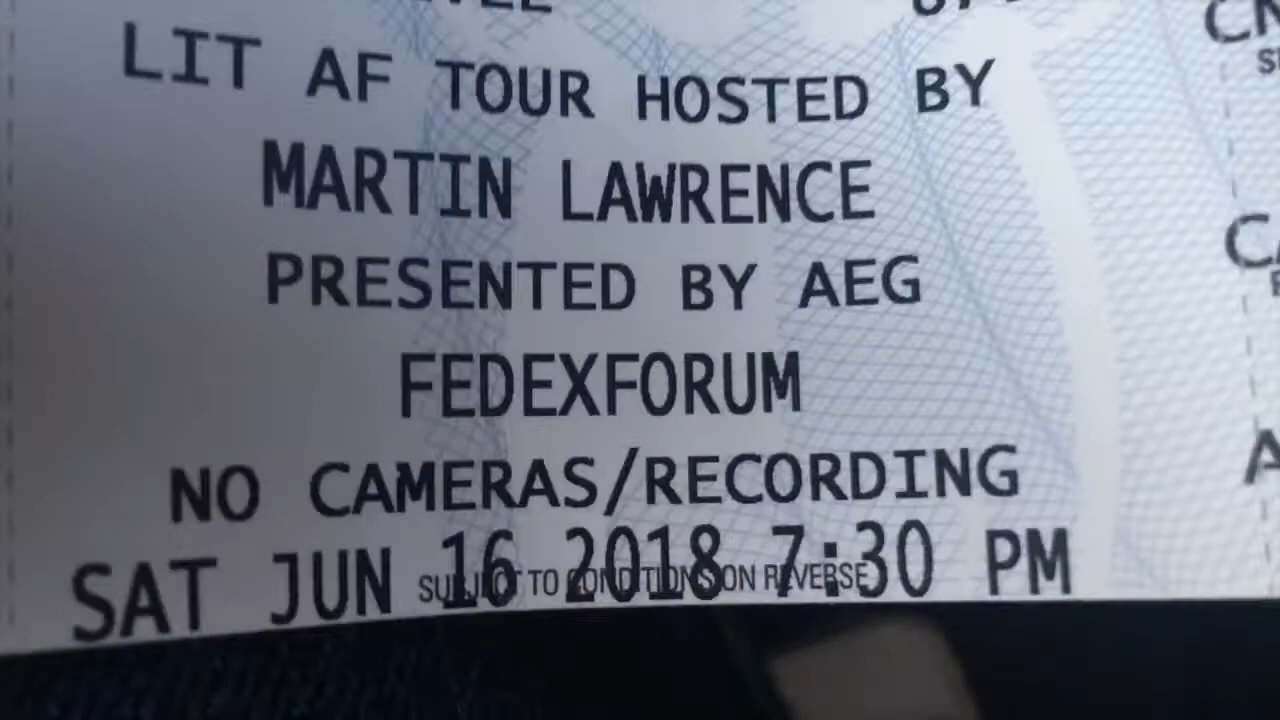 LIT AF TOUR HOSTED BY
MARTIN LAWRENCE
PRESENTED BY AEG
FEDEXFORUM
NO CAMERAS/RECORDING
SAT JUN 16 2018 7:30 PM
SUBJECT TO CONDITIONS ON REVERSE